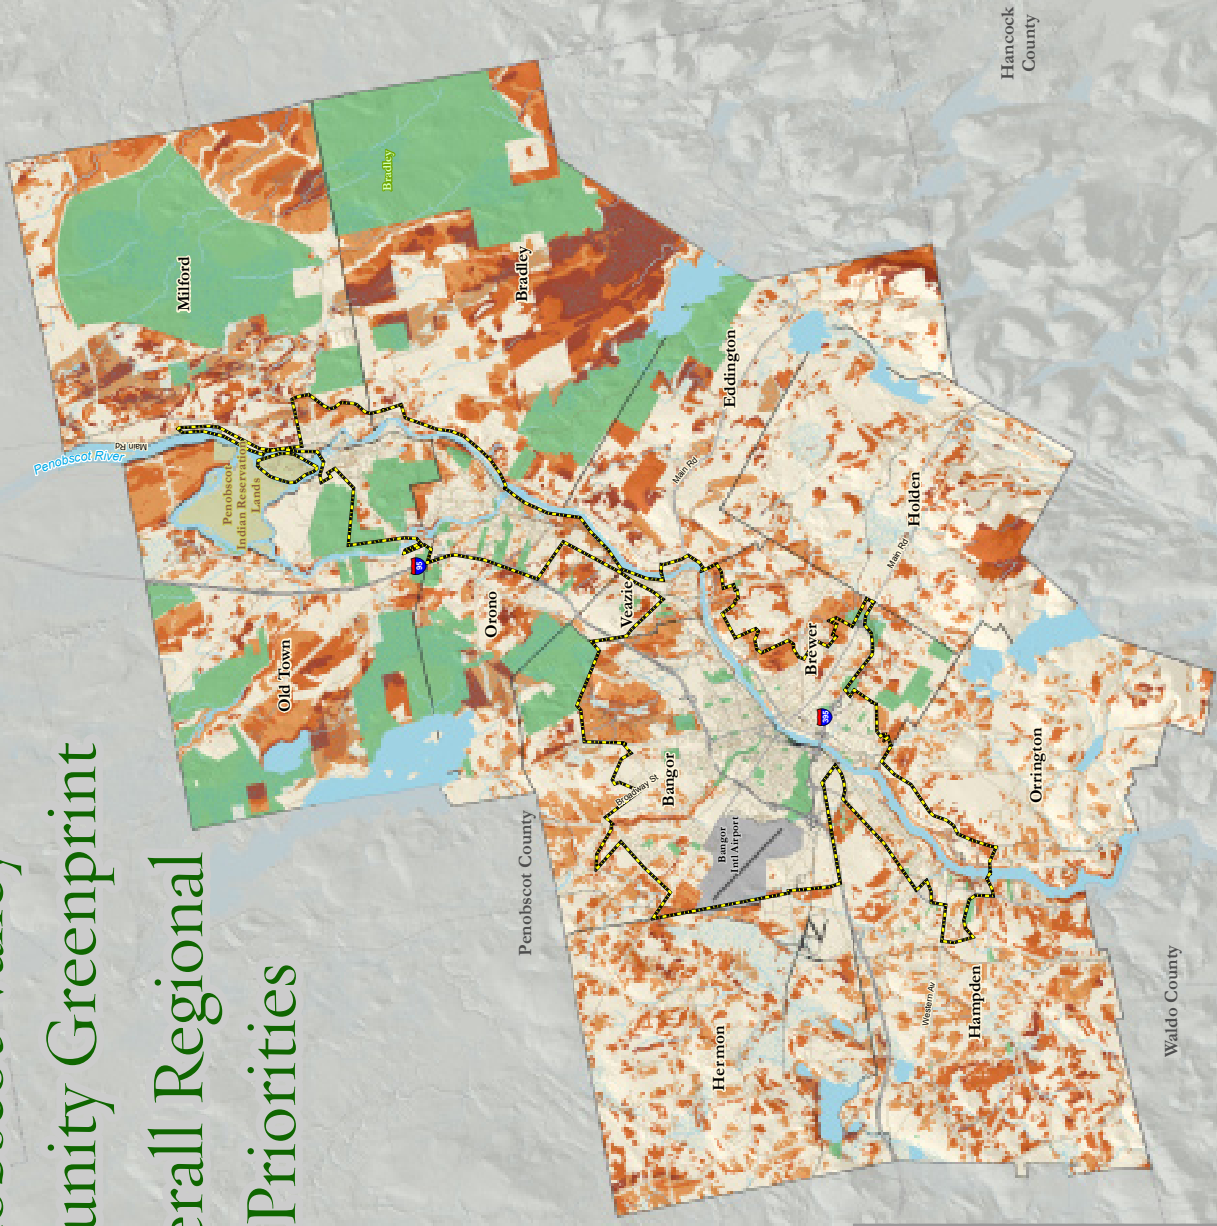 unity Greenprint
erall Regional
Priorities
Hancock
County
Bradley
Milford
Bradley
Main Rd
Penobscot River
Penobscot
Indian Reservation
Lands
Eddington
Main Rd
Holden
Main Rd
95
Orono
Veazie
Old Town
Brewer
395
Bangor
Broadway St
Orrington
Bangor
Intl Airport
Penobscot County
Western Av
Hampden
Hermon
Waldo County